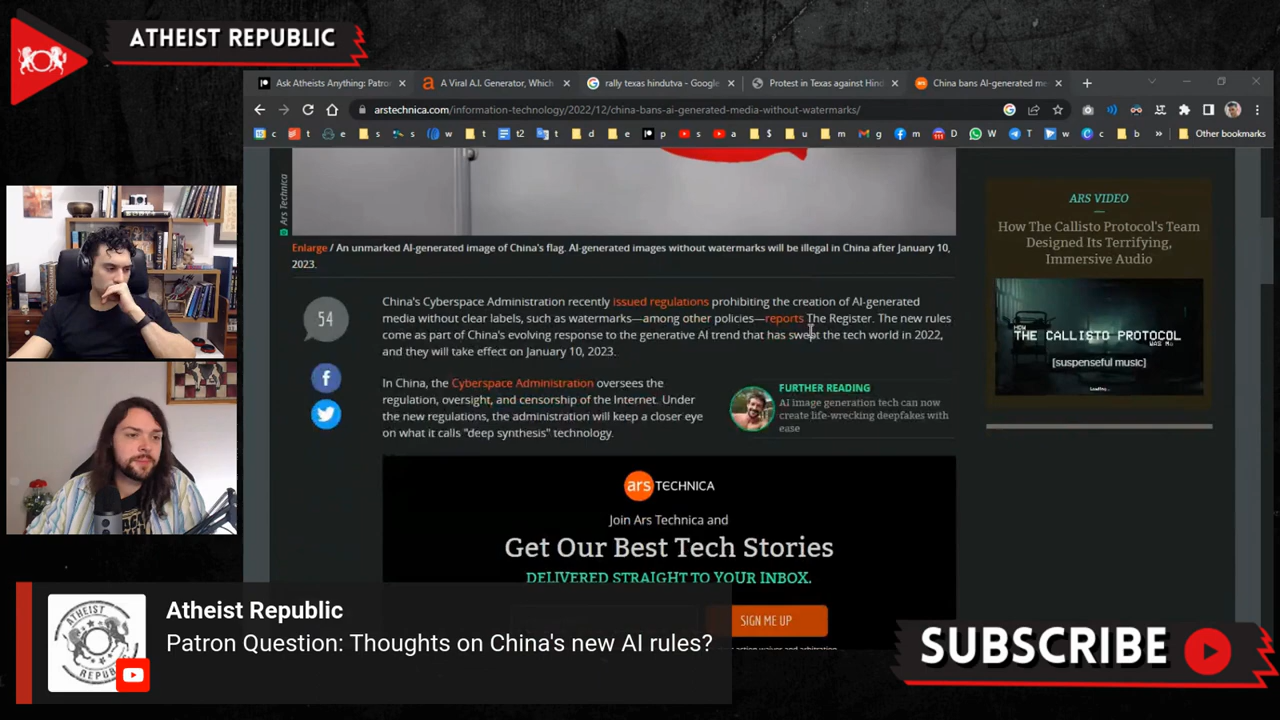 ATHEIST REPUBLIC
Ask Atheists Anything: Patro
A Viral A.I. Generator, Which
rally texas hindutva - Google
Protest in Texas against Hind
China bans AI-generated me
arstechnica.com/information-technology/2022/12/china-bans-ai-generated-media-without-watermarks/
c t e s s w t t2 d e p s a $ u m g m D W T w c b » Other bookmarks
Ars Technica
Enlarge / An unmarked AI-generated image of China's flag. AI-generated images without watermarks will be illegal in China after January 10,
2023.
54
China's Cyberspace Administration recently issued regulations prohibiting the creation of AI-generated
media without clear labels, such as watermarks—among other policies—reports The Register. The new rules
come as part of China's evolving response to the generative AI trend that has swept the tech world in 2022,
and they will take effect on January 10, 2023.
In China, the Cyberspace Administration oversees the
regulation, oversight, and censorship of the Internet. Under
the new regulations, the administration will keep a closer eye
on what it calls "deep synthesis" technology.
FURTHER READING
AI image generation tech can now
create life-wrecking deepfakes with
ease
ARS VIDEO
How The Callisto Protocol's Team
Designed Its Terrifying,
Immersive Audio
HOW
THE CALLISTO PROTOCOL
WAS M
[suspenseful music]
Loading...
ars TECHNICA
Join Ars Technica and
Get Our Best Tech Stories
DELIVERED STRAIGHT TO YOUR INBOX.
SIGN ME UP
ATHEIST
REPUBLIC
Atheist Republic
Patron Question: Thoughts on China's new AI rules?
SUBSCRIBE